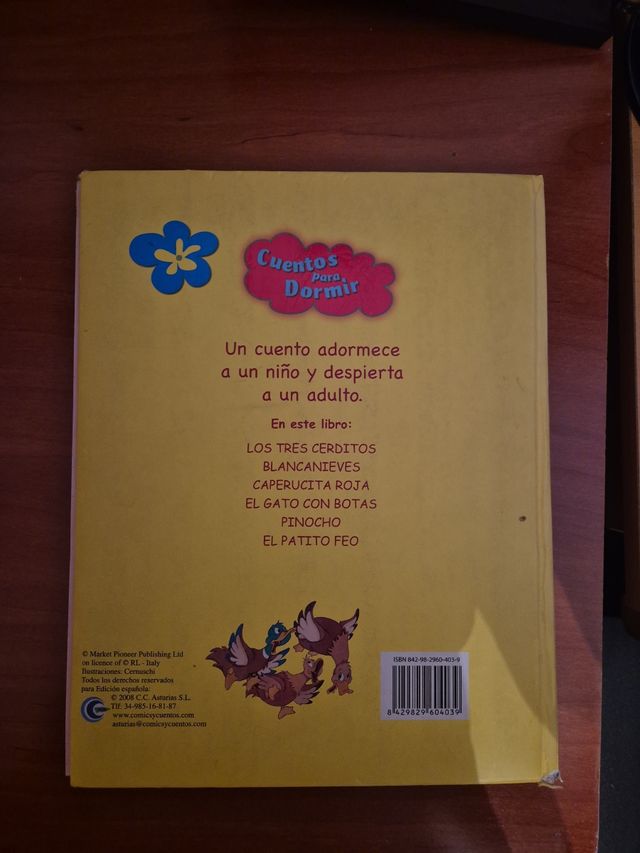 Cuentos
para
Dormir
Un cuento adormece
a un niño y despierta
a un adulto.
En este libro:
LOS TRES CERDITOS
BLANCANIEVES
CAPERUCITA ROJA
EL GATO CON BOTAS
PINOCHO
EL PATITO FEO
© Market Pioneer Publishing Ltd
on licence of © RL - Italy
Ilustraciones: Cernuschi
Todos los derechos reservados
para Edición española:
© 2008 C.C. Asturias S.L.
Tlf: 34-985-16-81-87
www.comicsycuentos.com
asturias@comicsycuentos.com
ISBN 842-98-2960-403-9
8 429829 604039